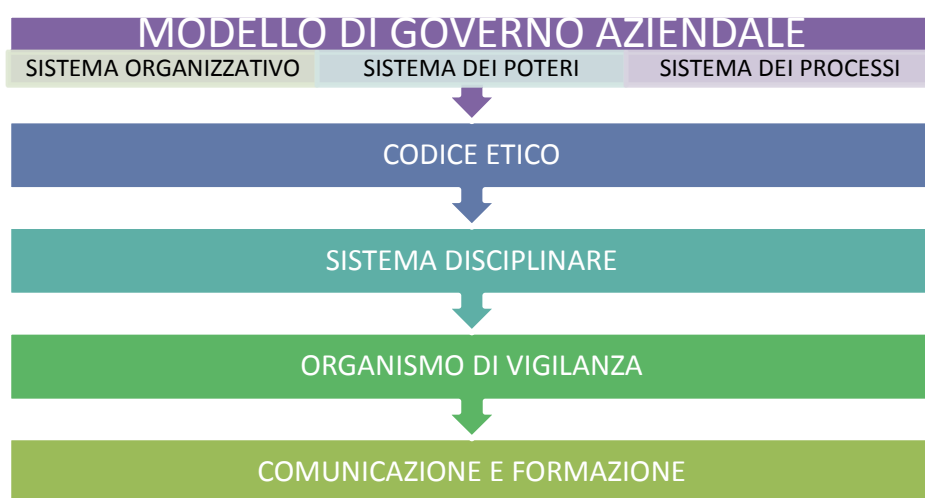 MODELLO DI GOVERNO AZIENDALE
SISTEMA ORGANIZZATIVO SISTEMA DEI POTERI SISTEMA DEI PROCESSI
CODICE ETICO
SISTEMA DISCIPLINARE
ORGANISMO DI VIGILANZA
COMUNICAZIONE E FORMAZIONE